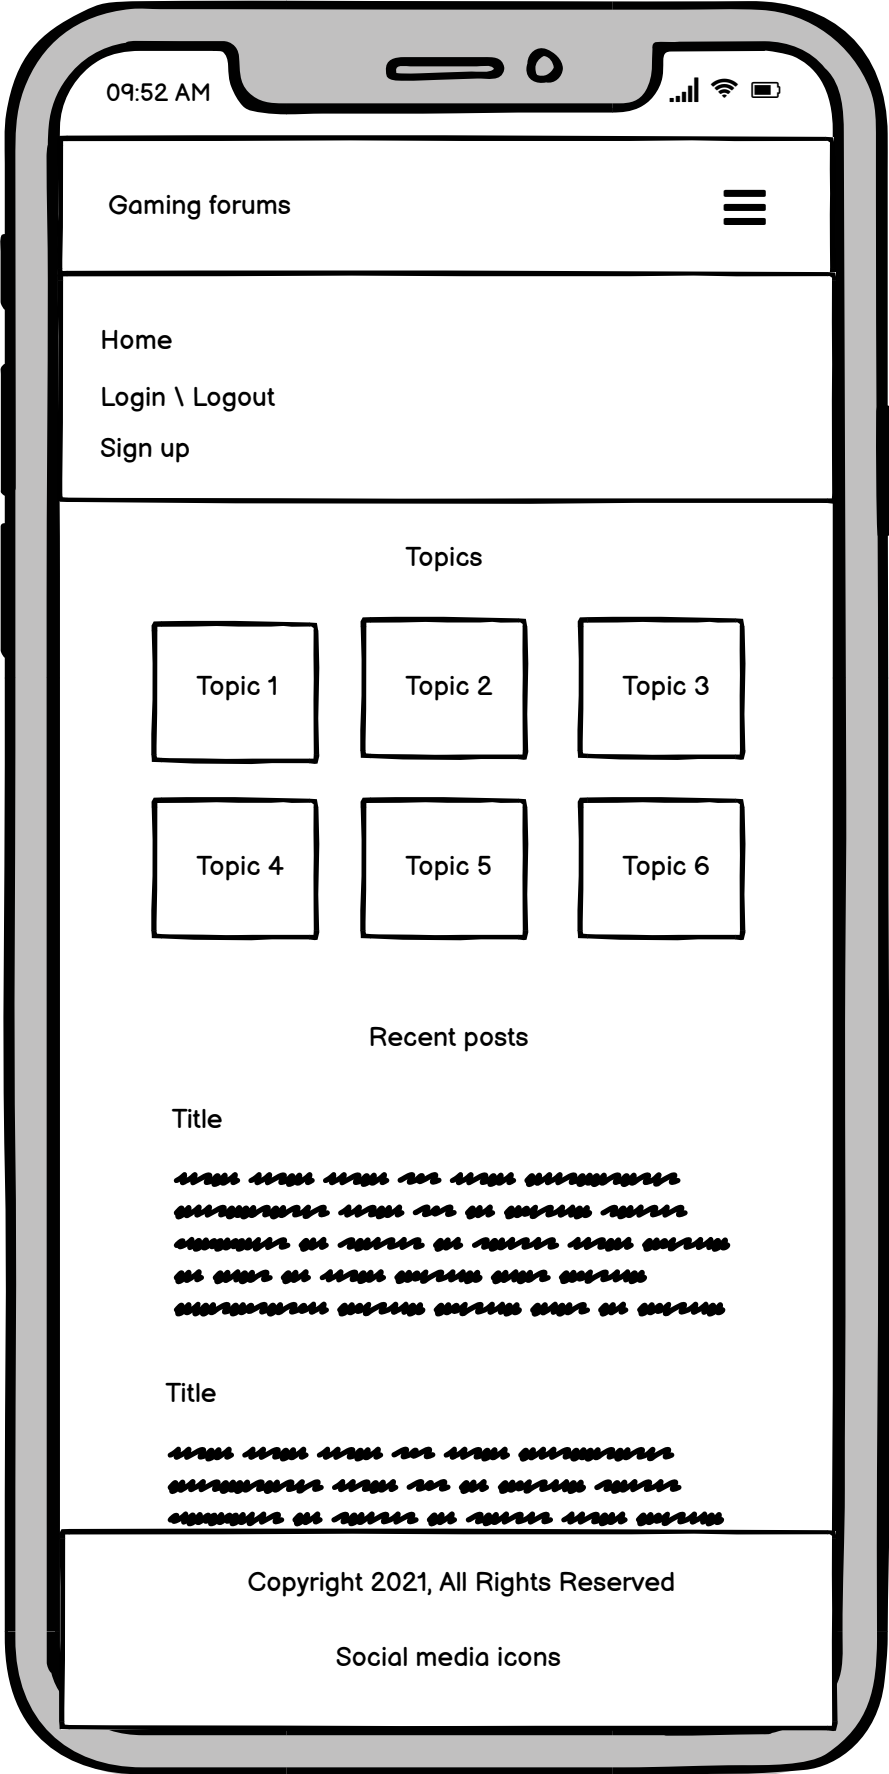 09:52 AM
Gaming forums
Home
Login \ Logout
Sign up
Topics
Topic 1 Topic 2 Topic 3
Topic 4 Topic 5 Topic 6
Recent posts
Title
Title
Copyright 2021, All Rights Reserved
Social media icons